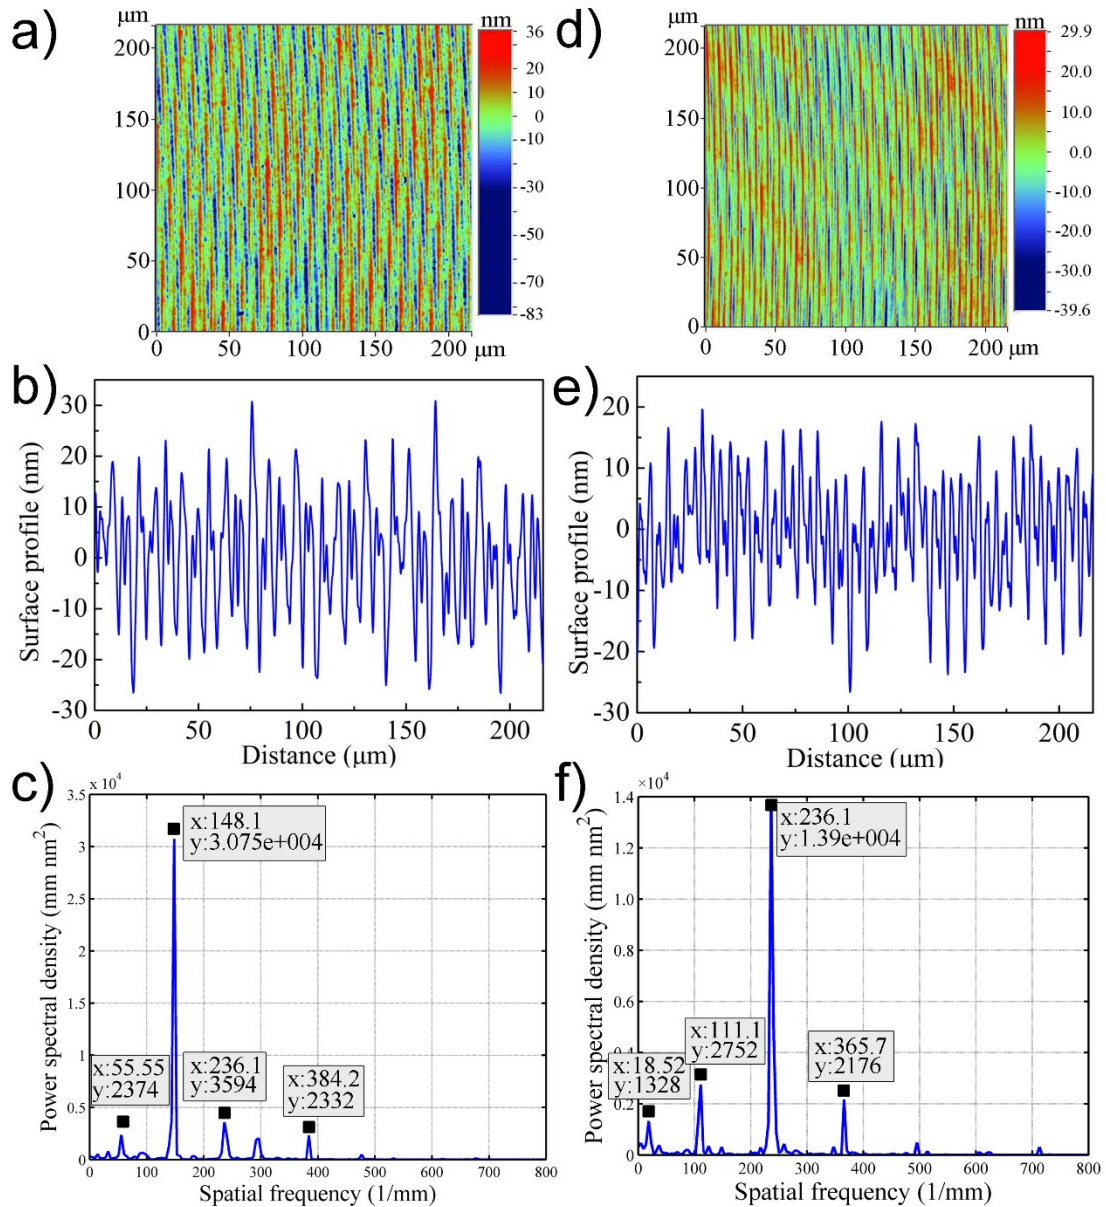 a)
μm
nm
200
150
100
50
0
0
50
100
150
200
μm
36
20
10
0
-10
-30
-50
-70
-83
d)
μm
nm
200
150
100
50
0
0
50
100
150
200
μm
29.9
20.0
10.0
0.0
-10.0
-20.0
-30.0
-39.6
b)
Surface profile (nm)
30
20
10
0
-10
-20
-30
0
50
100
150
200
Distance (μm)
e)
Surface profile (nm)
20
10
0
-10
-20
-30
0
50
100
150
200
Distance (μm)
c)
x 10⁴
Power spectral density (mm nm²)
3.5
3
2.5
2
1.5
1
0.5
0
x:148.1
y:3.075e+004
x:55.55
y:2374
x:236.1
y:3594
x:384.2
y:2332
0
100
200
300
400
500
600
700
800
Spatial frequency (1/mm)
f)
×10⁴
Power spectral density (mm nm²)
1.4
1.2
1.0
0.8
0.6
0.4
0.2
0
x:236.1
y:1.39e+004
x:111.1
y:2752
x:18.52
y:1328
x:365.7
y:2176
0
100
200
300
400
500
600
700
800
Spatial frequency (1/mm)